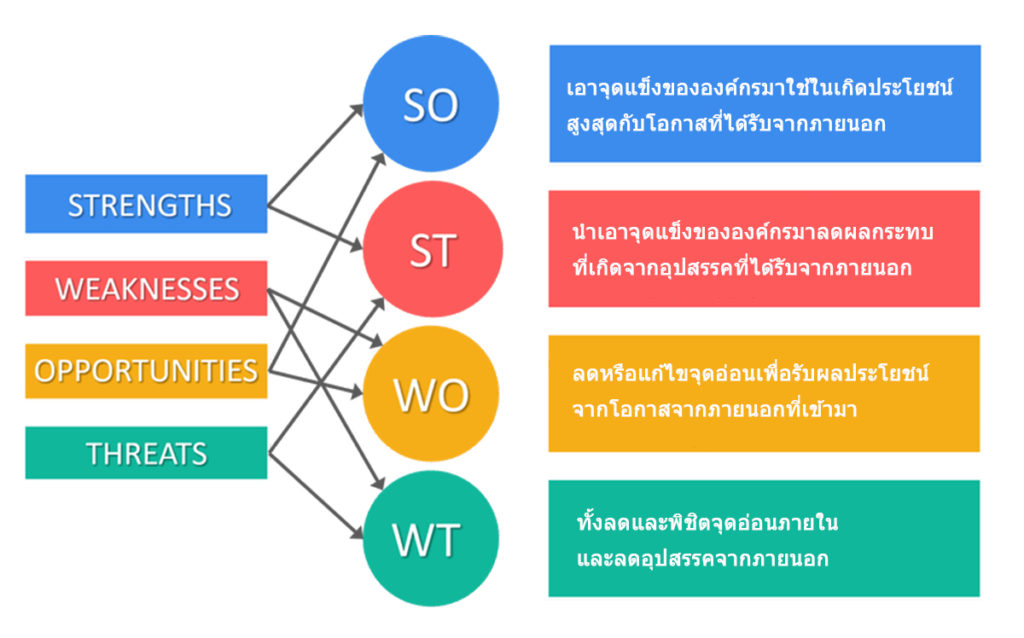 STRENGTHS
WEAKNESSES
OPPORTUNITIES
THREATS
SO
ST
WO
WT
เอาจุดแข็งขององค์กรมาใช้ในเกิดประโยชน์
สูงสุดกับโอกาสที่ได้รับจากภายนอก
นำเอาจุดแข็งขององค์กรมาลดผลกระทบ
ที่เกิดจากอุปสรรคที่ได้รับจากภายนอก
ลดหรือแก้ไขจุดอ่อนเพื่อรับผลประโยชน์
จากโอกาสจากภายนอกที่เข้ามา
ทั้งลดและพิชิตจุดอ่อนภายใน
และลดอุปสรรคจากภายนอก